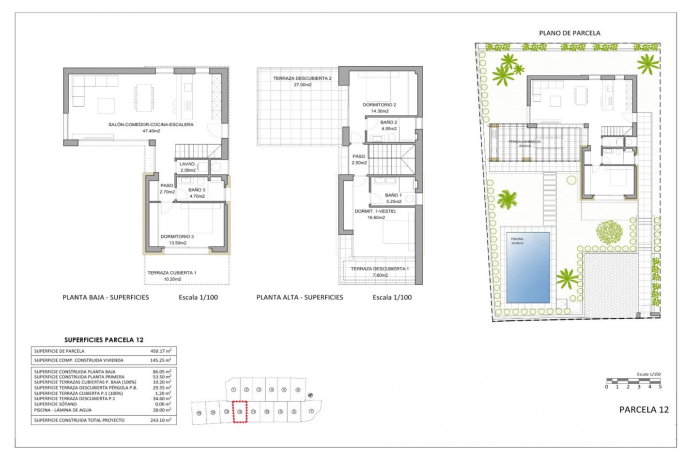 PLANO DE PARCELA
TERRAZA DESCUBIERTA 2
27.00m2
DORMITORIO 2
14.30m2
SALÓN-COMEDOR-COCINA-ESCALERA
47.40m2
BAÑO 2
4.95m2
LAVAD.
2.00m2
PASO
2.50m2
PASO
2.70m2
BAÑO 3
4.70m2
BAÑO 1
5.20m2
DORMIT. 1-VESTID.
DORMITORIO 3
13.50m2
PISCINA
TERRAZA CUBIERTA 1
10.20m2
TERRAZA DESCUBIERTA 1
7.60m2
PLANTA BAJA - SUPERFICIES Escala 1/100
PLANTA ALTA - SUPERFICIES Escala 1/100
SUPERFICIES PARCELA 12
SUPERFICIE DE PARCELA 450.17 m²
SUPERFICIE COMP. CONSTRUIDA VIVIENDA 145.25 m²
SUPERFICIE CONSTRUIDA PLANTA BAJA 86.05 m²
SUPERFICIE CONSTRUIDA PLANTA PRIMERA 53.50 m²
SUPERFICIE TERRAZAS CUBIERTAS P. BAJA (100%) 10.20 m²
SUPERFICIE TERRAZA DESCUBIERTA PÉRGOLA P.B. 29.55 m²
SUPERFICIE TERRAZA CUBIERTA P.1 (100%) 1.20 m²
SUPERFICIE TERRAZA DESCUBIERTA P.1 34.60 m²
SUPERFICIE SÓTANO 0.00 m²
PISCINA - LÁMINA DE AGUA 28.00 m²
SUPERFICIE CONSTRUIDA TOTAL PROYECTO 243.10 m²
Escala 1/250
0 1 2 3 4 5
PARCELA 12